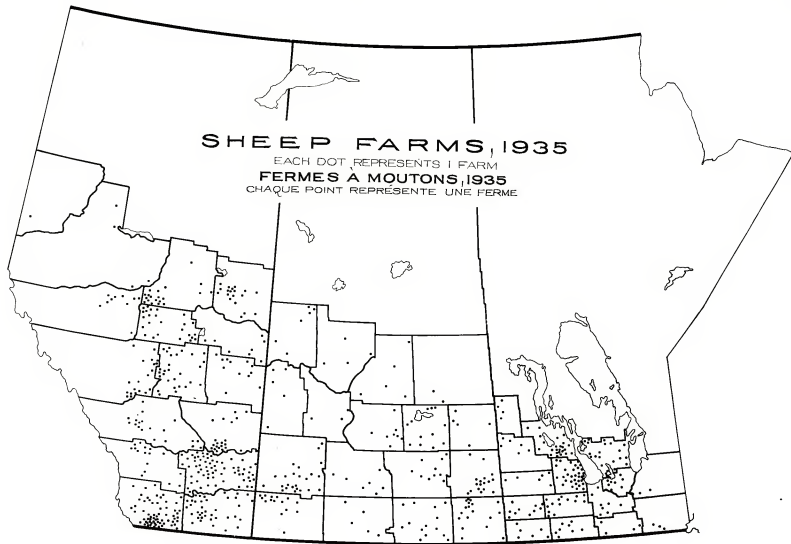 SHEEP FARMS, 1935
EACH DOT REPRESENTS 1 FARM
FERMES À MOUTONS, 1935
CHAQUE POINT REPRÉSENTE UNE FERME